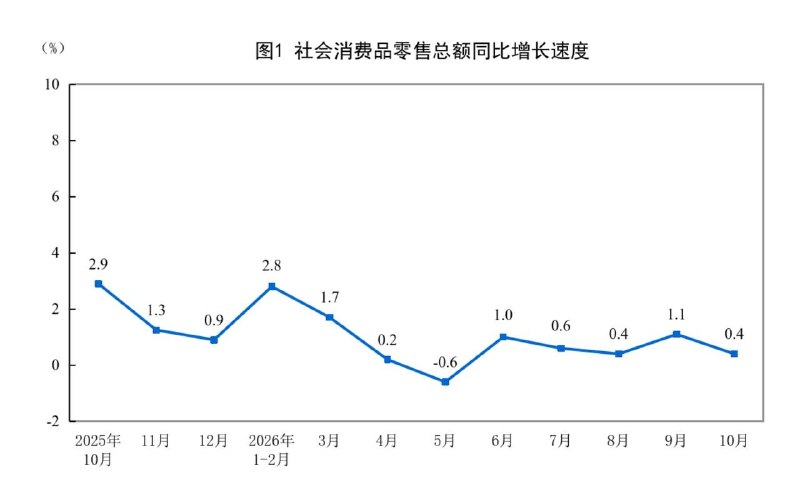 （%）
图1 社会消费品零售总额同比增长速度
10
8
6
4
2
0
-2
2.9
1.3
0.9
2.8
1.7
0.2
-0.6
1.0
0.6
0.4
1.1
0.4
2025年
10月
11月
12月
2026年
1-2月
3月
4月
5月
6月
7月
8月
9月
10月